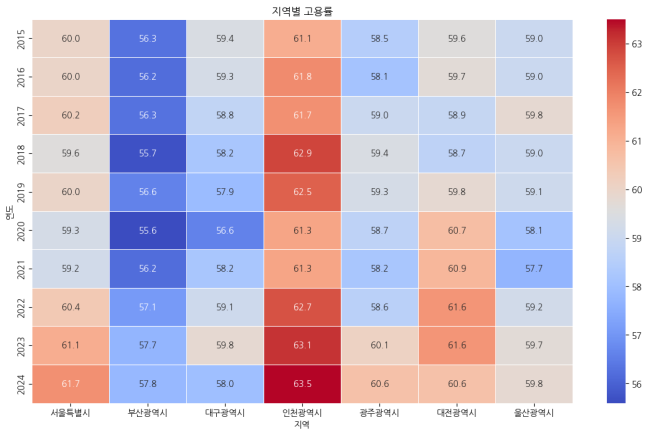 지역별 고용률
2015 60.0 56.3 59.4 61.1 58.5 59.6 59.0
2016 60.0 56.2 59.3 61.8 58.1 59.7 59.0
2017 60.2 56.3 58.8 61.7 59.0 58.9 59.8
2018 59.6 55.7 58.2 62.9 59.4 58.7 59.0
2019 60.0 56.6 57.9 62.5 59.3 59.8 59.1
2020 59.3 55.6 56.6 61.3 58.7 60.7 58.1
2021 59.2 56.2 58.2 61.3 58.2 60.9 57.7
2022 60.4 57.1 59.1 62.7 58.6 61.6 59.2
2023 61.1 57.7 59.8 63.1 60.1 61.6 59.7
2024 61.7 57.8 58.0 63.5 60.6 60.6 59.8
연도
서울특별시 부산광역시 대구광역시 인천광역시 광주광역시 대전광역시 울산광역시
지역
63
62
61
60
59
58
57
56